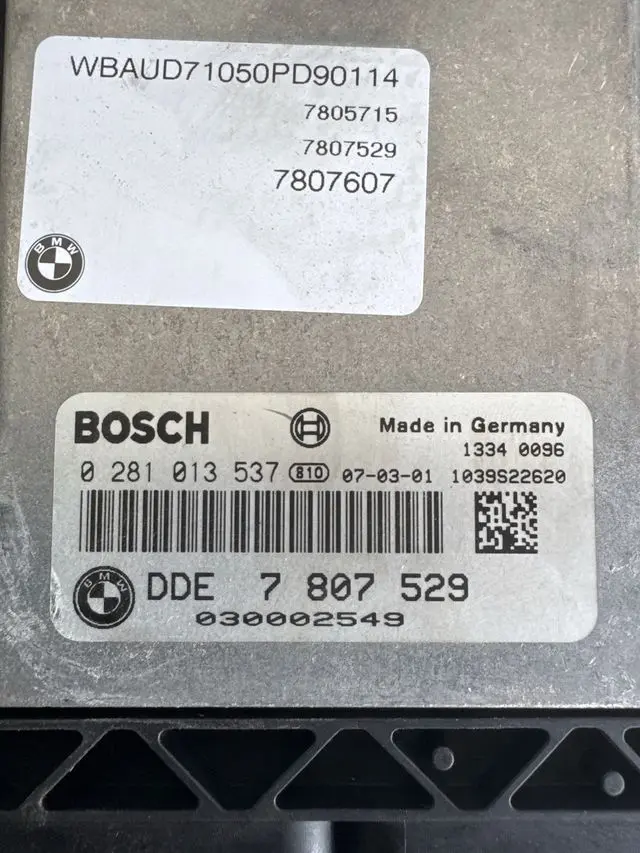 WBAUD71050PD90114
7805715
7807529
7807607
BMW
BOSCH
Made in Germany
1334 0096
0 281 013 537 810 07-03-01 1039S22620
BMW
DDE 7 807 529
030002549